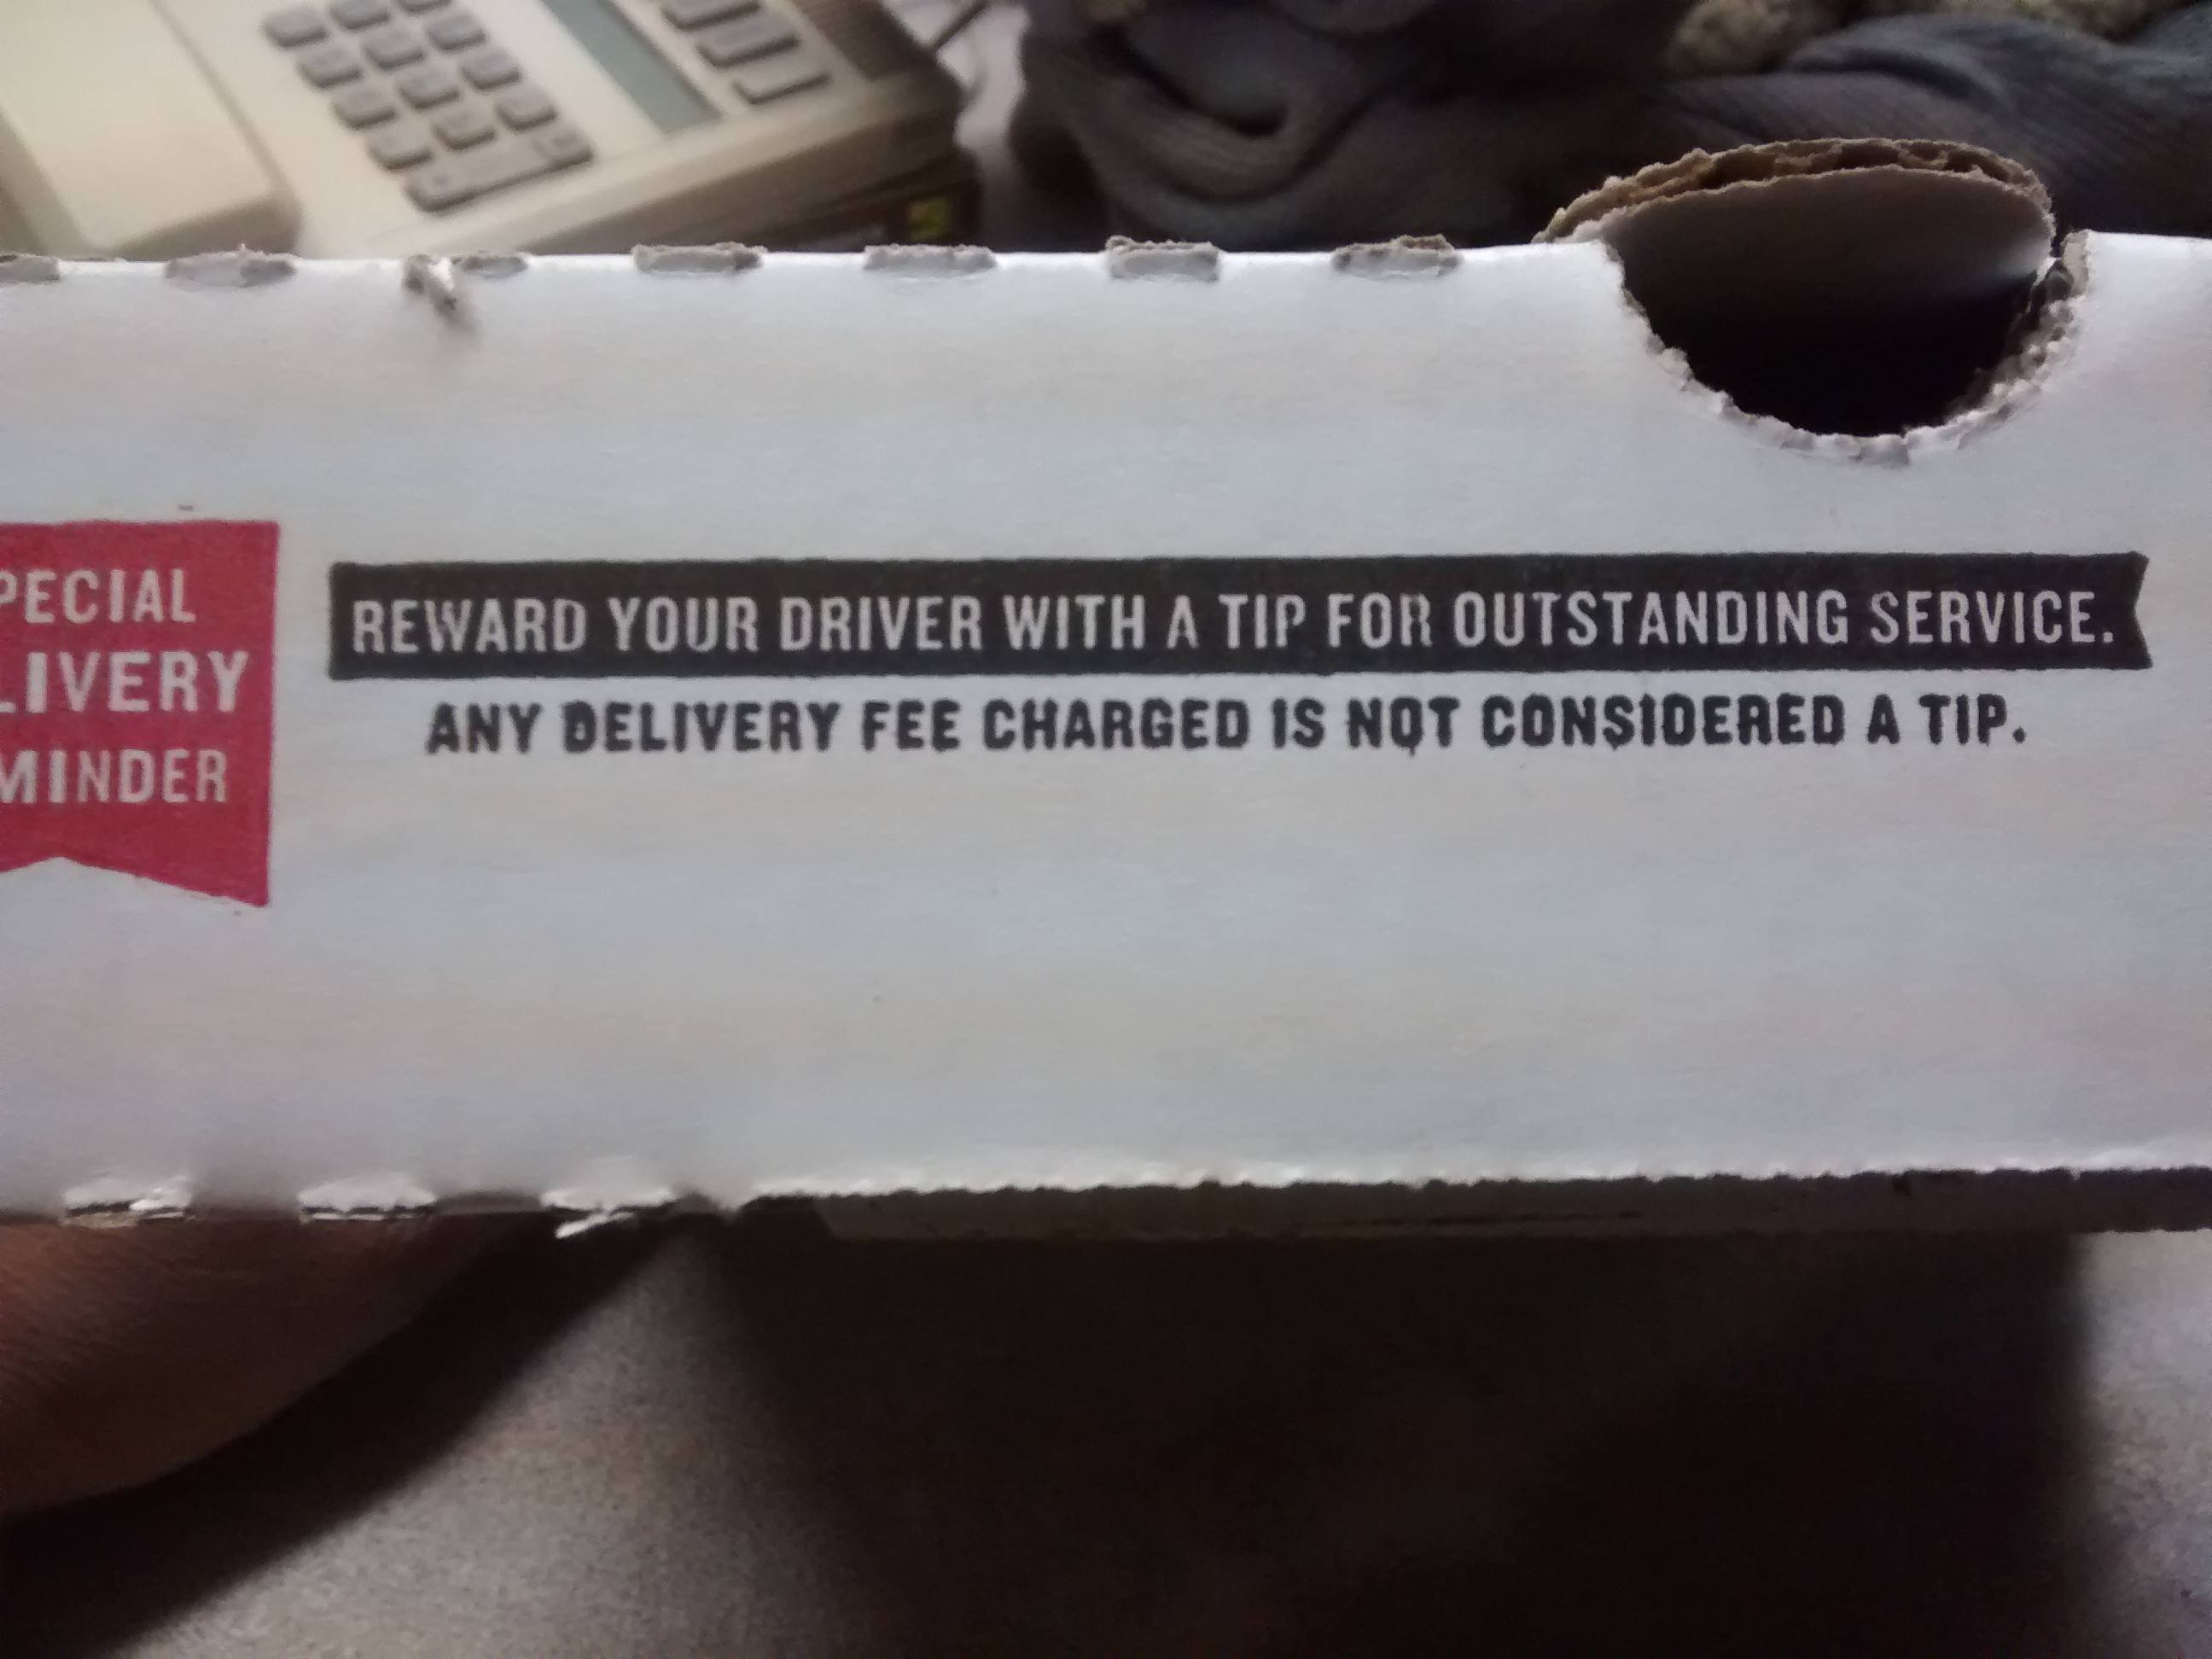 PECIAL
LIVERY
MINDER
REWARD YOUR DRIVER WITH A TIP FOR OUTSTANDING SERVICE.
ANY DELIVERY FEE CHARGED IS NOT CONSIDERED A TIP.